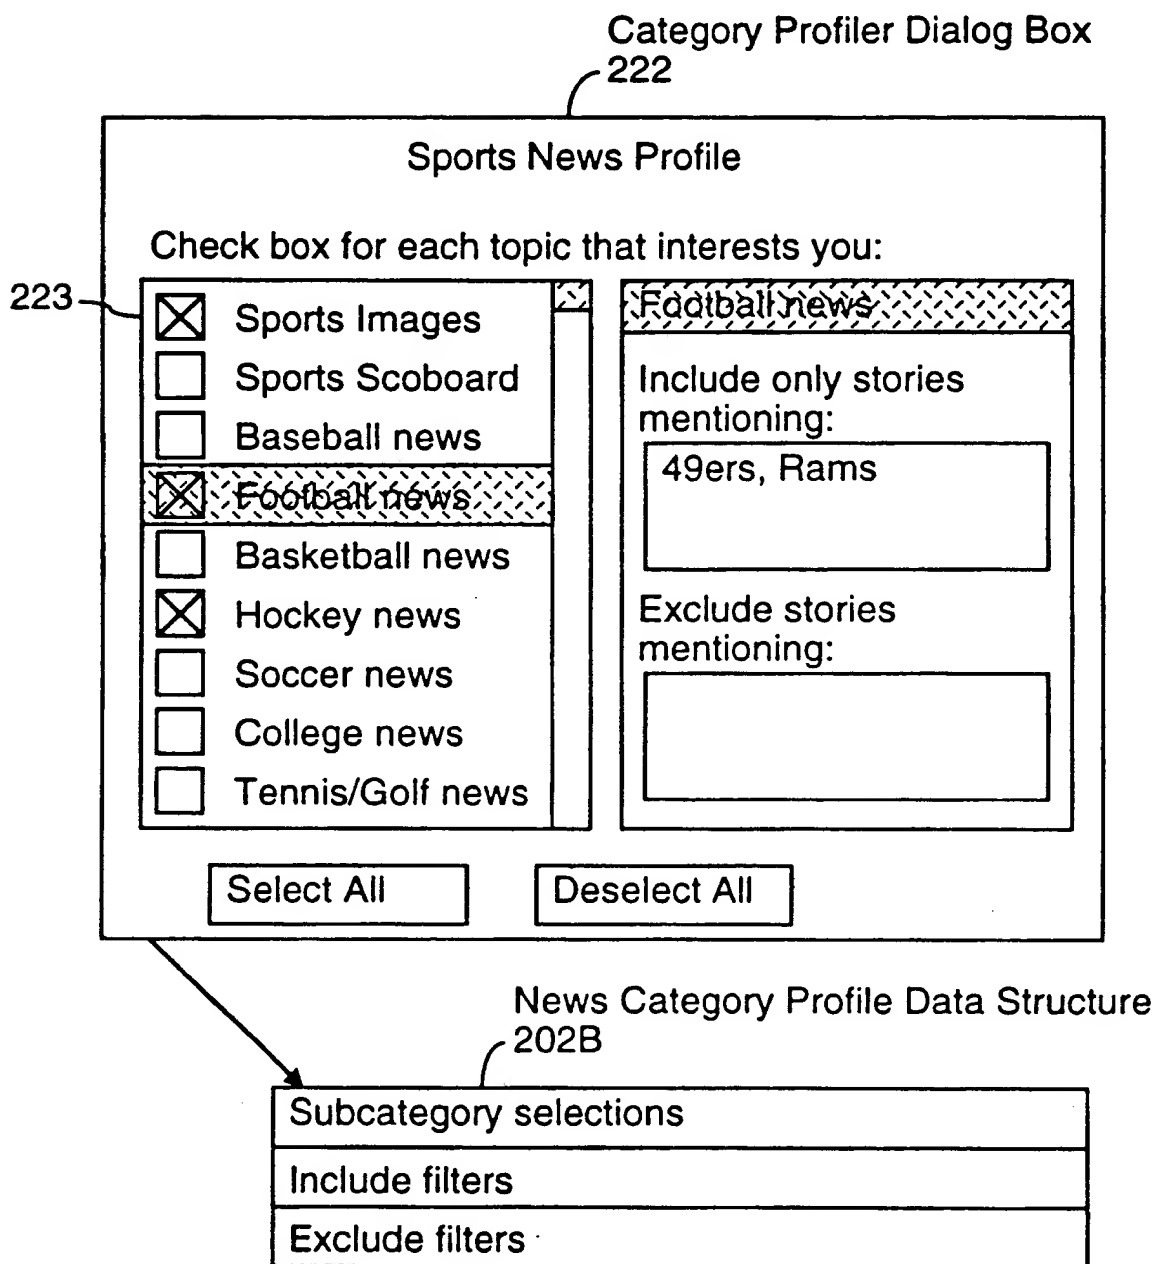 Category Profiler Dialog Box
222
Sports News Profile
Check box for each topic that interests you:
223
Sports Images
Sports Scoboard
Baseball news
Football news
Basketball news
Hockey news
Soccer news
College news
Tennis/Golf news
Football news
Include only stories
mentioning:
49ers, Rams
Exclude stories
mentioning:
Select All
Deselect All
News Category Profile Data Structure
202B
Subcategory selections
Include filters
Exclude filters